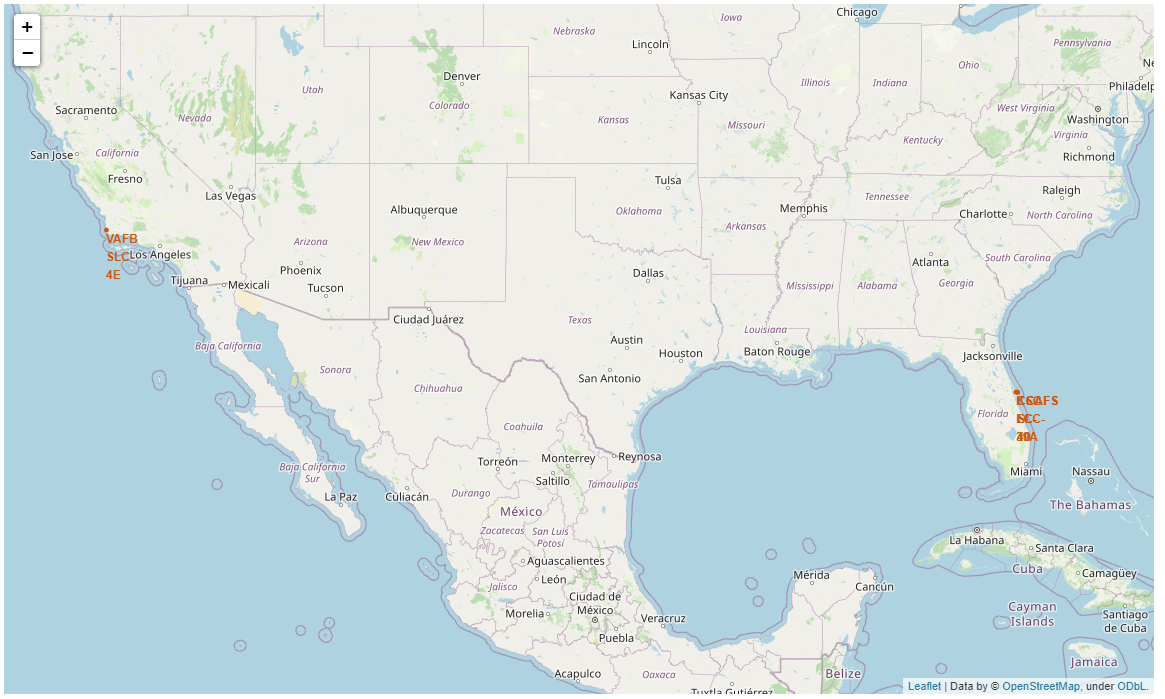 +
−
Chicago
Iowa
Nebraska
Lincoln
Pennsylvania
Ohio
Denver
Utah
Illinois
Indiana
Kansas City
Colorado
Sacramento
Nevada
Kansas
Missouri
West Virginia
Washington
Virginia
Kentucky
San Jose
California
Richmond
Fresno
Las Vegas
Tulsa
Raleigh
Tennessee
Albuquerque
Oklahoma
Memphis
Charlotte
North Carolina
Arkansas
VAFB
SLC
4E
Los Angeles
Arizona
New Mexico
South Carolina
Atlanta
Phoenix
Dallas
Tijuana
Mexicali
Tucson
Mississippi
Alabama
Georgia
Ciudad Juárez
Texas
Louisiana
Baja California
Austin
Houston
Baton Rouge
Jacksonville
Sonora
San Antonio
Chihuahua
Florida
Coahuila
Monterrey
Reynosa
Torreón
Saltillo
Tamaulipas
Miami
Nassau
Baja California
Sur
La Paz
Culiacán
Durango
México
The Bahamas
Zacatecas
San Luis
Potosí
La Habana
Santa Clara
Aguascalientes
Cuba
León
Mérida
Cancún
Camagüey
Jalisco
Ciudad de
México
Morelia
Veracruz
Cayman
Islands
Santiago
de Cuba
Puebla
Jamaica
Acapulco
Oaxaca
Belize
Tuxtla Gutiérrez
Leaflet | Data by © OpenStreetMap, under ODbL.